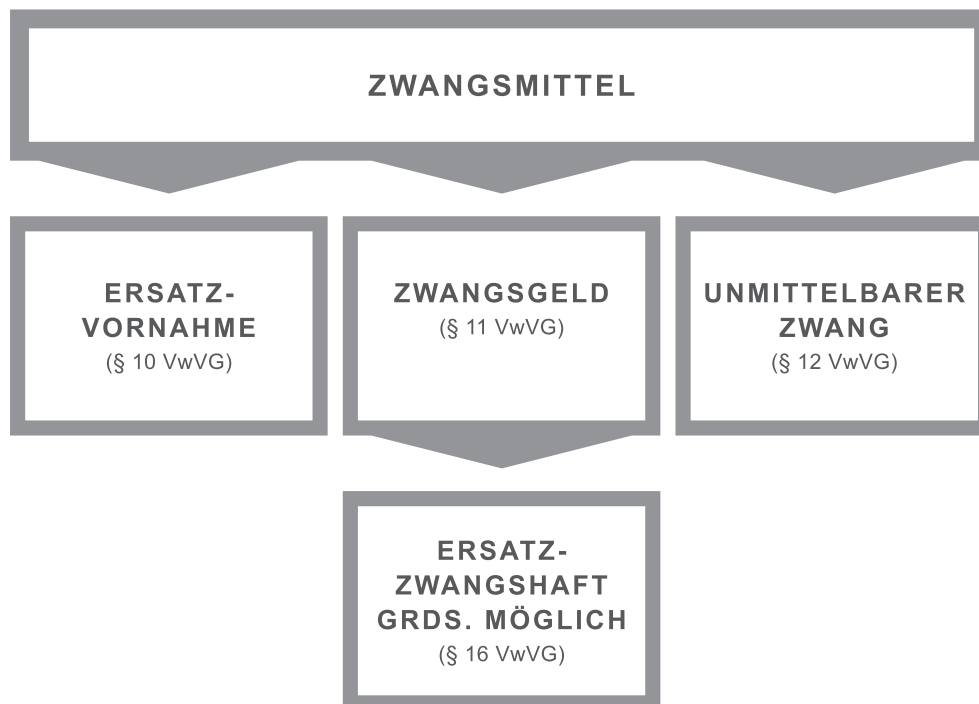 ZWANGSMITTEL
ERSATZ-
VORNAHME
(§ 10 VwVG)
ZWANGSGELD
(§ 11 VwVG)
UNMITTELBARER
ZWANG
(§ 12 VwVG)
ERSATZ-
ZWANGSHAFT
GRDS. MÖGLICH
(§ 16 VwVG)